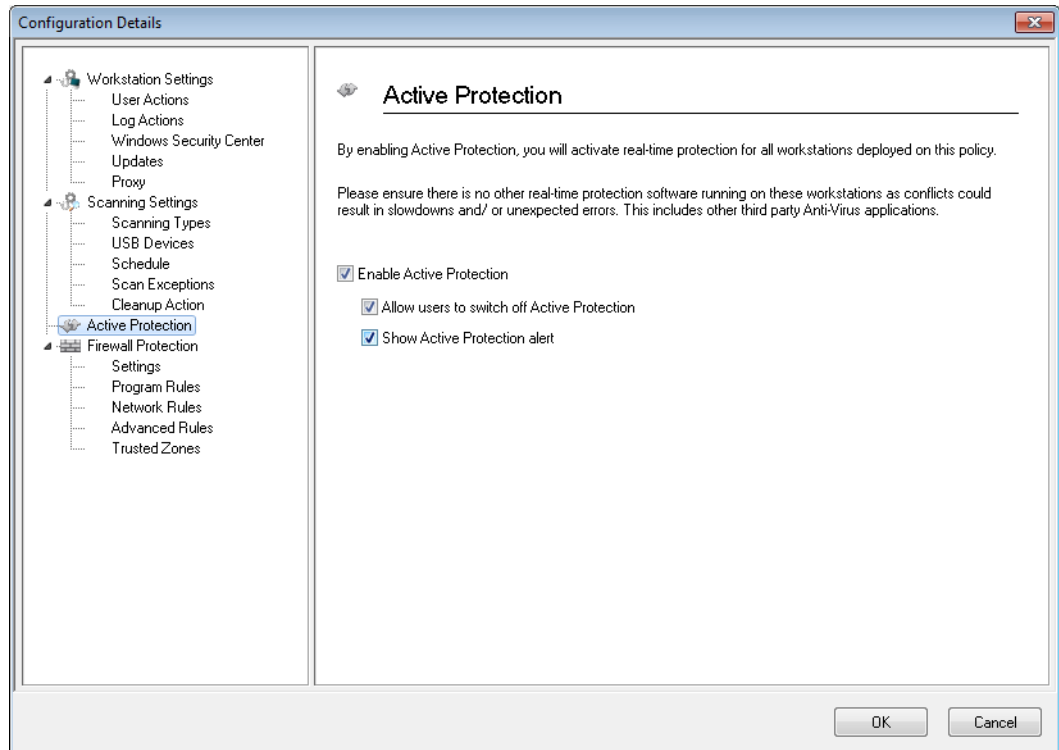 Configuration Details
Workstation Settings
User Actions
Log Actions
Windows Security Center
Updates
Proxy
Scanning Settings
Scanning Types
USB Devices
Schedule
Scan Exceptions
Cleanup Action
Active Protection
Firewall Protection
Settings
Program Rules
Network Rules
Advanced Rules
Trusted Zones
Active Protection
By enabling Active Protection, you will activate real-time protection for all workstations deployed on this policy.
Please ensure there is no other real-time protection software running on these workstations as conflicts could
result in slowdowns and/ or unexpected errors. This includes other third party Anti-Virus applications.
Enable Active Protection
Allow users to switch off Active Protection
Show Active Protection alert
OK
Cancel